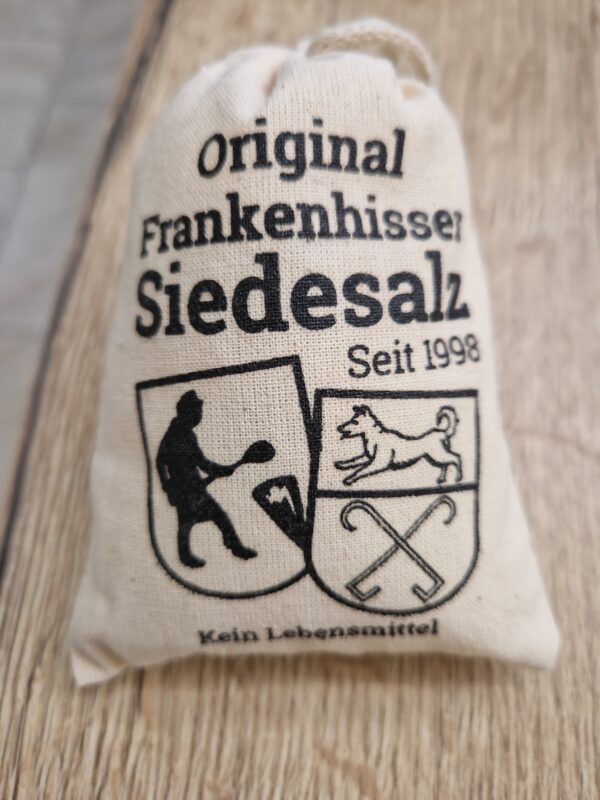 Original
Frankenhisser
Siedesalz
Seit 1998
Kein Lebensmittel